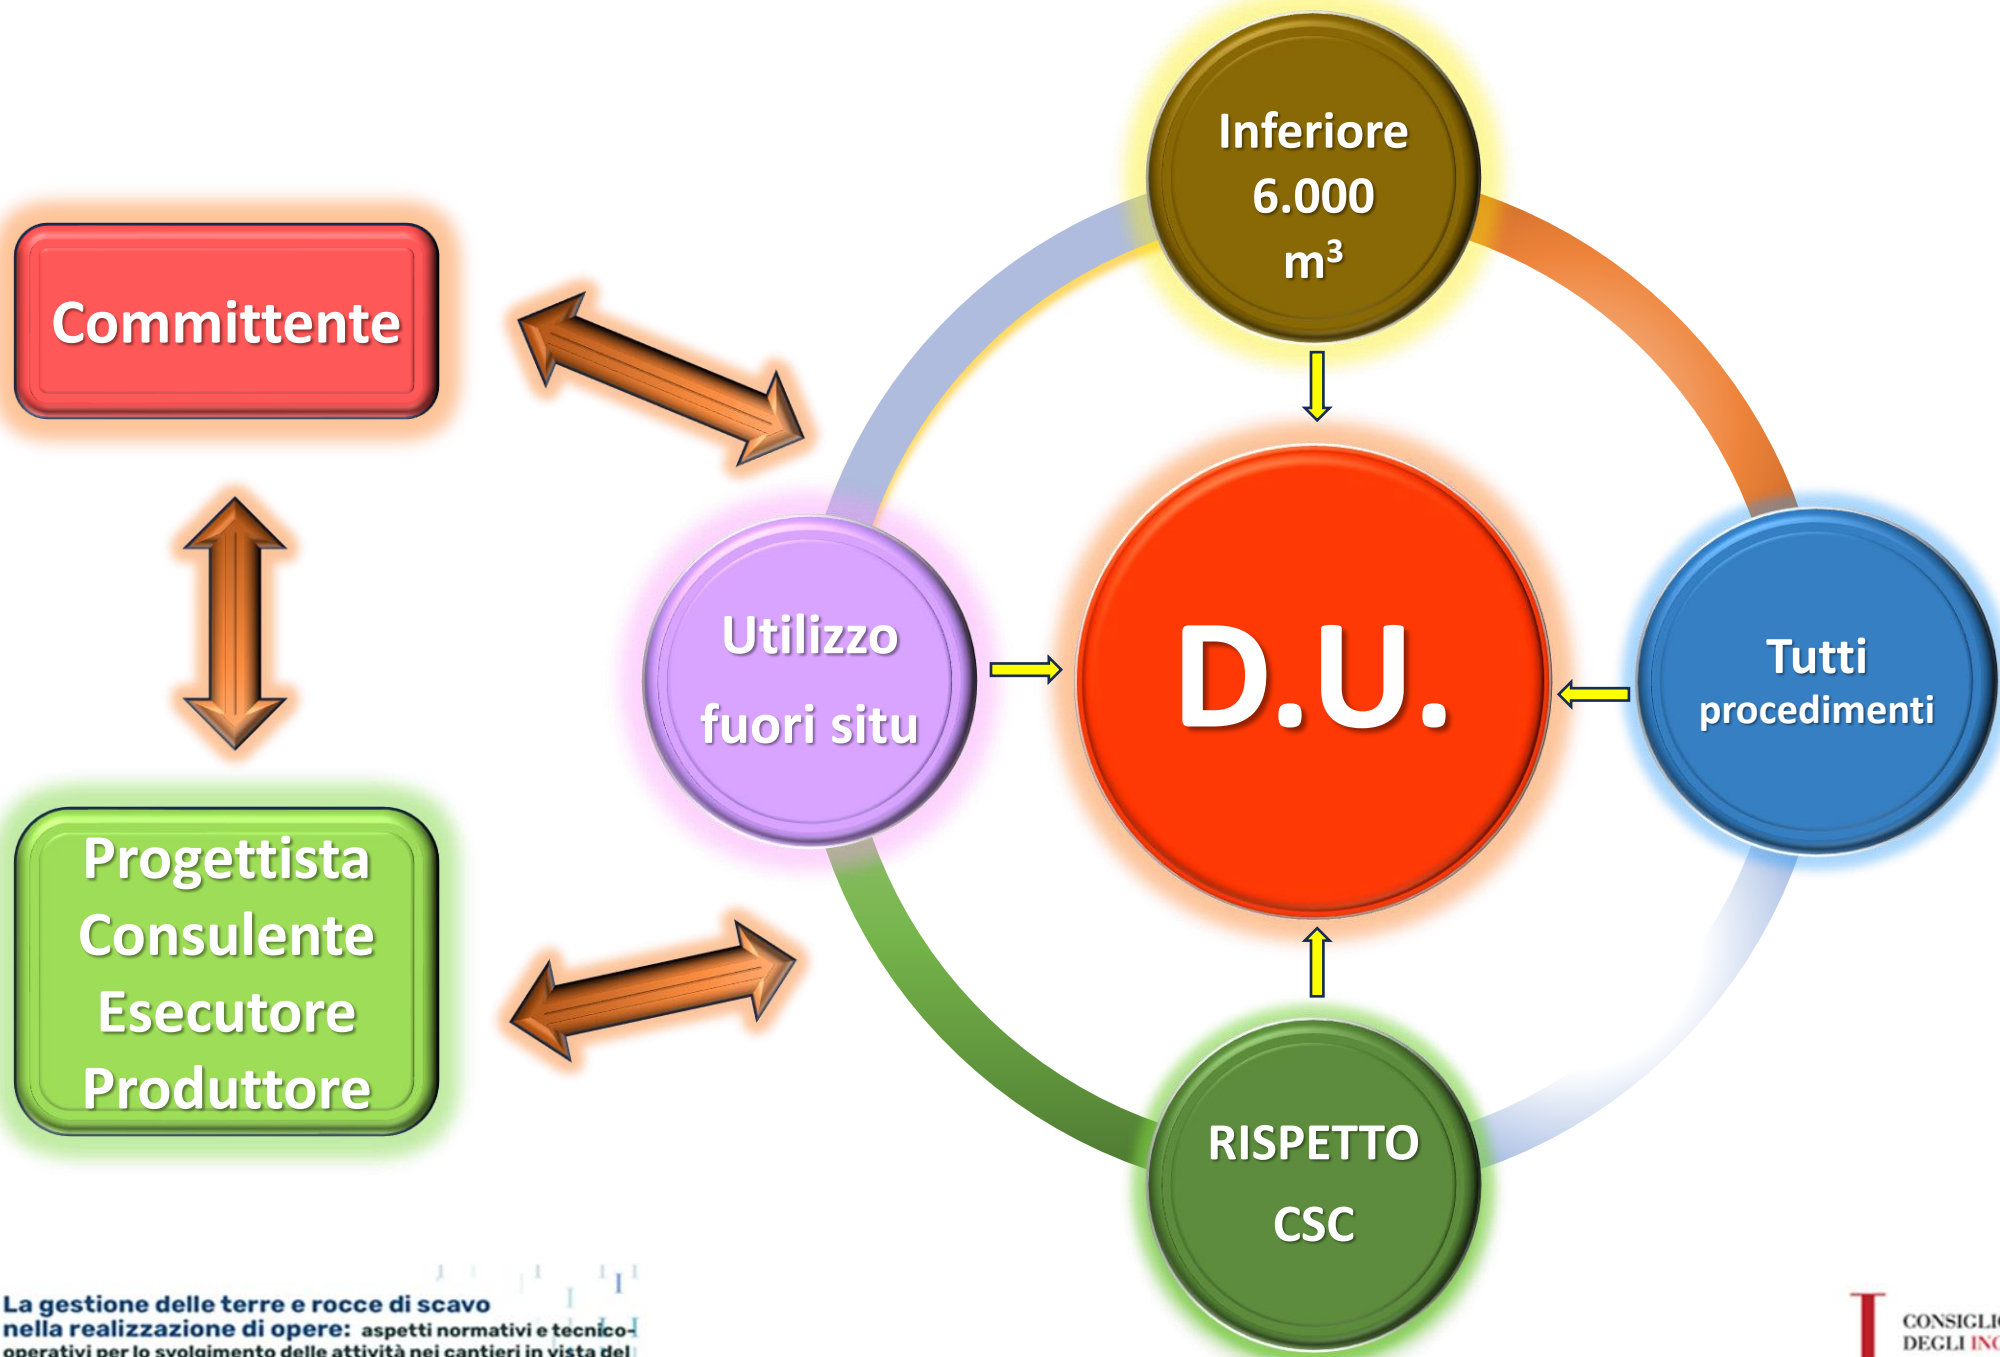 Inferiore
6.000
m³
Committente
Utilizzo
fuori situ
D.U.
Tutti
procedimenti
Progettista
Consulente
Esecutore
Produttore
RISPETTO
CSC
La gestione delle terre e rocce di scavo
nella realizzazione di opere: aspetti normativi e tecnico-
operativi per lo svolgimento delle attività nei cantieri in vista del
CONSIGLIO
DEGLI